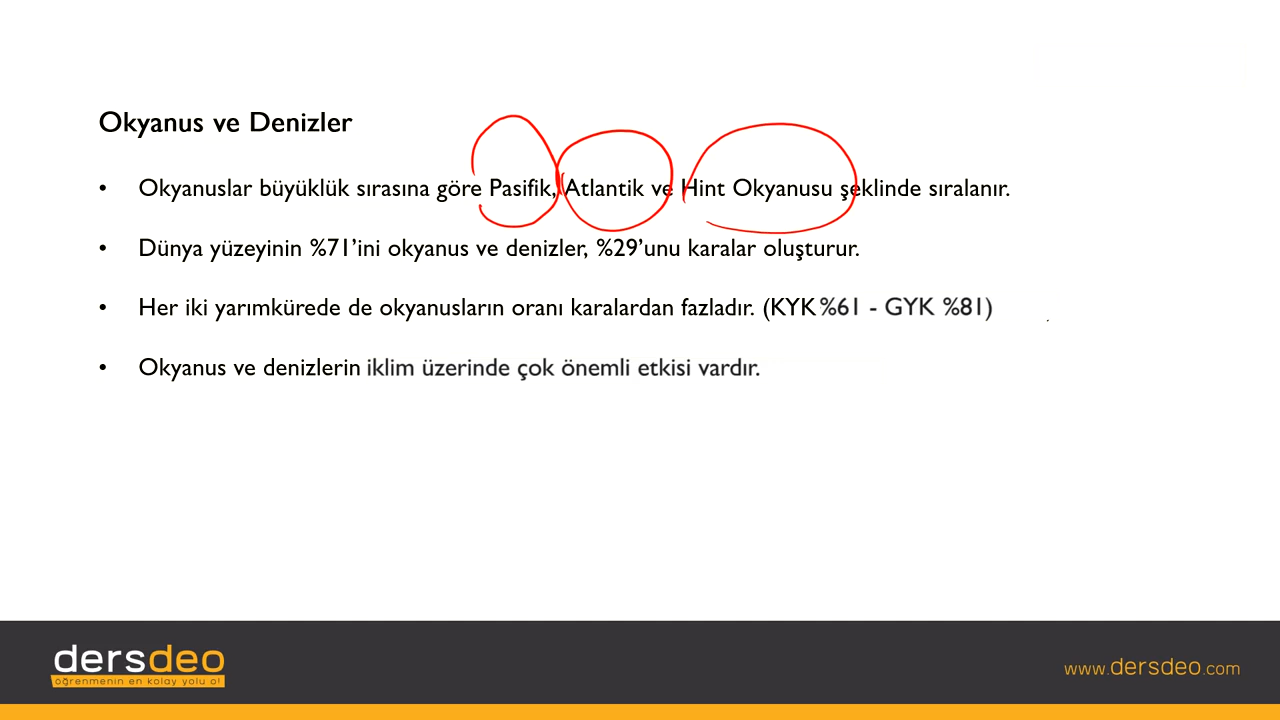 Okyanus ve Denizler
• Okyanuslar büyüklük sırasına göre Pasifik, Atlantik ve Hint Okyanusu şeklinde sıralanır.
• Dünya yüzeyinin %71’ini okyanus ve denizler, %29’unu karalar oluşturur.
• Her iki yarımkürede de okyanusların oranı karalardan fazladır. (KYK %61 - GYK %81)
• Okyanus ve denizlerin iklim üzerinde çok önemli etkisi vardır.
dersdeo
öğrenmenin en kolay yolu o!
www.dersdeo.com